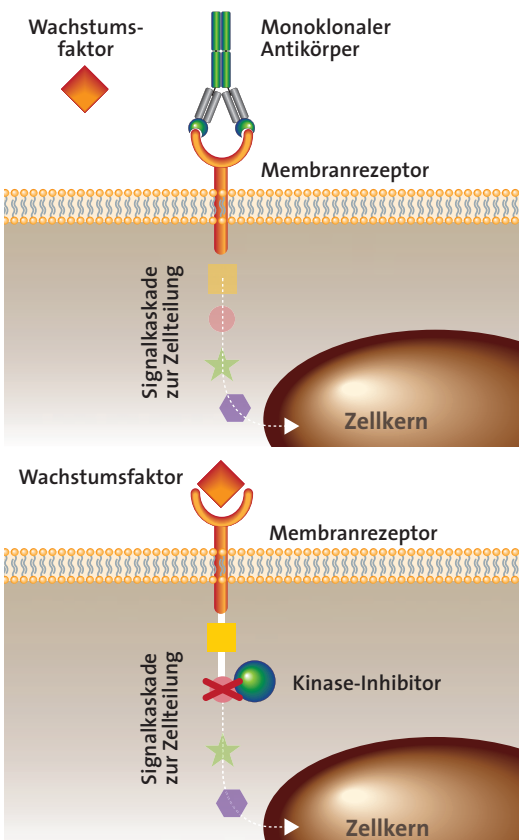 Wachstums-
faktor
Monoklonaler
Antikörper
Membranrezeptor
Signalkaskade
zur Zellteilung
Zellkern
Wachstumsfaktor
Membranrezeptor
Kinase-Inhibitor
Signalkaskade
zur Zellteilung
Zellkern